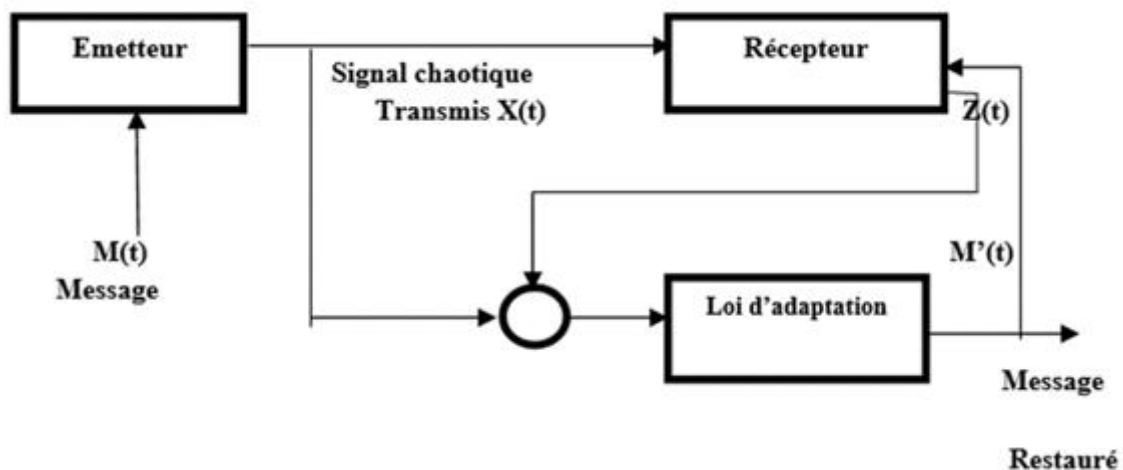 Emetteur
Récepteur
Signal chaotique
Transmis X(t)
Z(t)
M(t)
Message
M’(t)
Loi d’adaptation
Message
Restauré